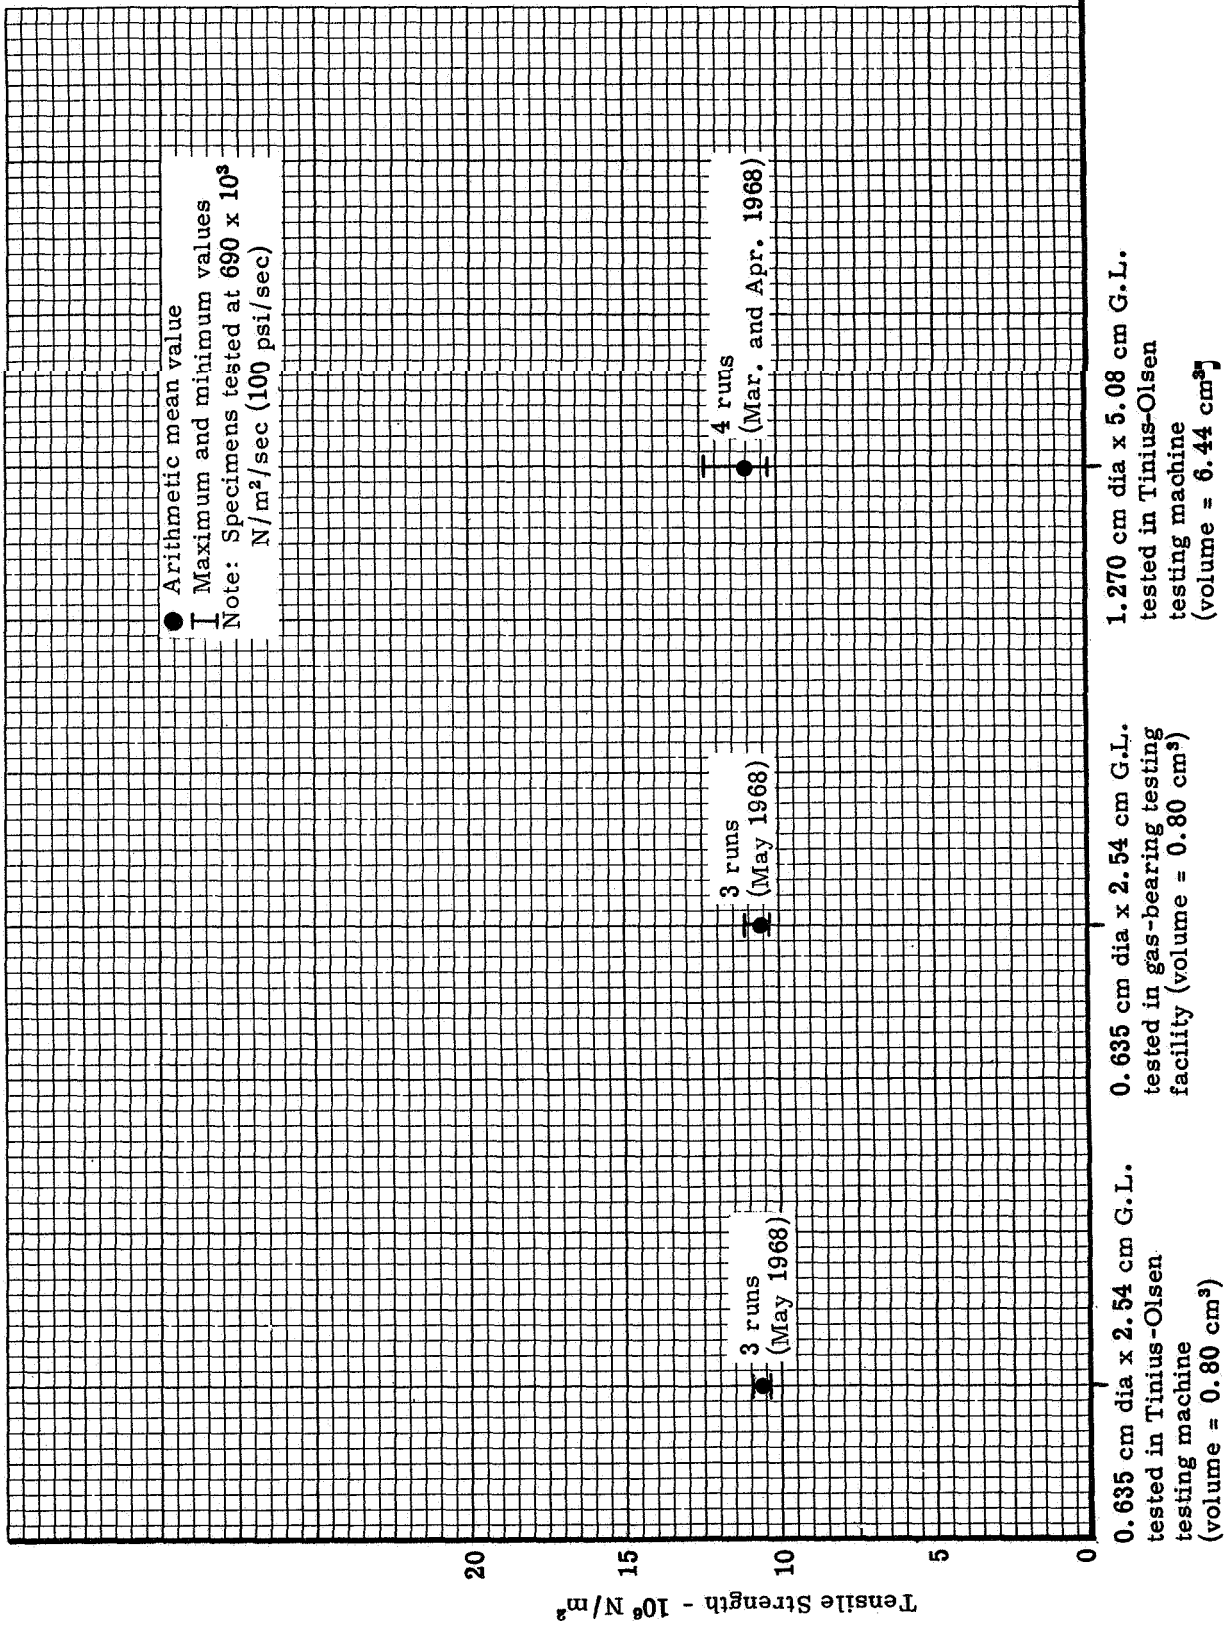 ● Arithmetic mean value
Maximum and minimum values
Note: Specimens tested at 690 x 10³
N/m²/sec (100 psi/sec)
Tensile Strength - 10⁶ N/m²
20
15
10
5
0
3 runs
(May 1968)
3 runs
(May 1968)
4 runs
(Mar. and Apr. 1968)
0.635 cm dia x 2.54 cm G.L.
tested in Tinius-Olsen
testing machine
(volume = 0.80 cm³)
0.635 cm dia x 2.54 cm G.L.
tested in gas-bearing testing
facility (volume = 0.80 cm³)
1.270 cm dia x 5.08 cm G.L.
tested in Tinius-Olsen
testing machine
(volume = 6.44 cm³)